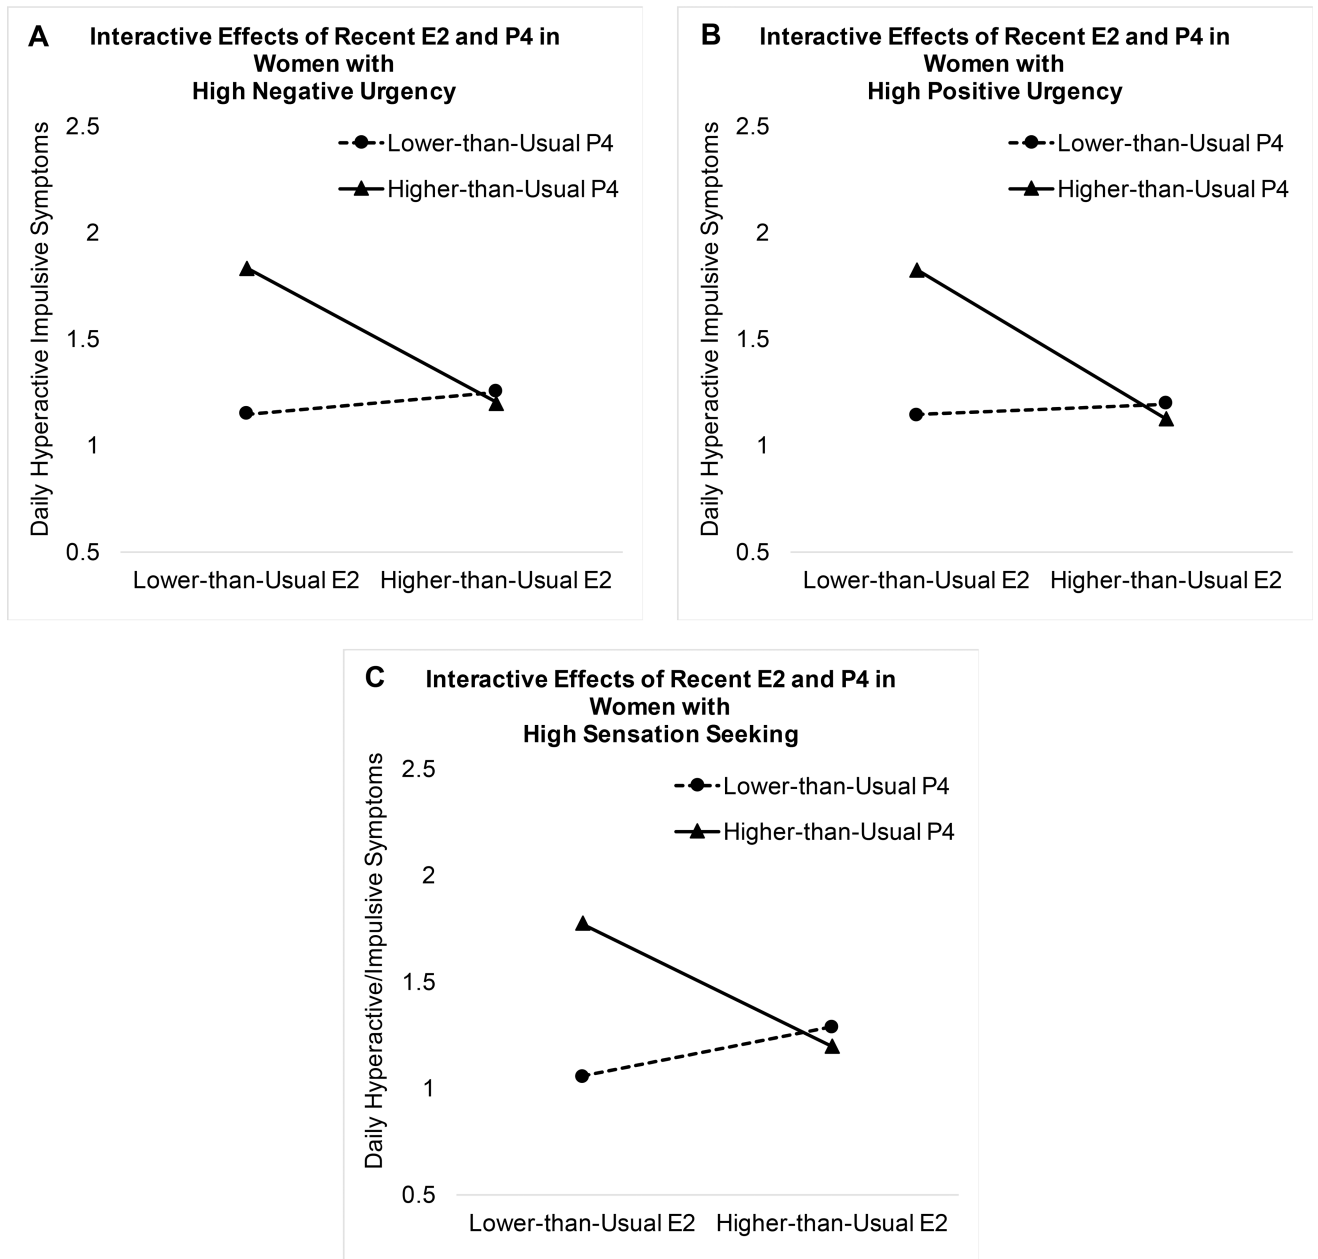 A
Interactive Effects of Recent E2 and P4 in
Women with
High Negative Urgency
Daily Hyperactive Impulsive Symptoms
2.5
2
1.5
1
0.5
Lower-than-Usual P4
Higher-than-Usual P4
Lower-than-Usual E2
Higher-than-Usual E2
B
Interactive Effects of Recent E2 and P4 in
Women with
High Positive Urgency
Daily Hyperactive Impulsive Symptoms
2.5
2
1.5
1
0.5
Lower-than-Usual P4
Higher-than-Usual P4
Lower-than-Usual E2
Higher-than-Usual E2
C
Interactive Effects of Recent E2 and P4 in
Women with
High Sensation Seeking
Daily Hyperactive/Impulsive Symptoms
2.5
2
1.5
1
0.5
Lower-than-Usual P4
Higher-than-Usual P4
Lower-than-Usual E2
Higher-than-Usual E2